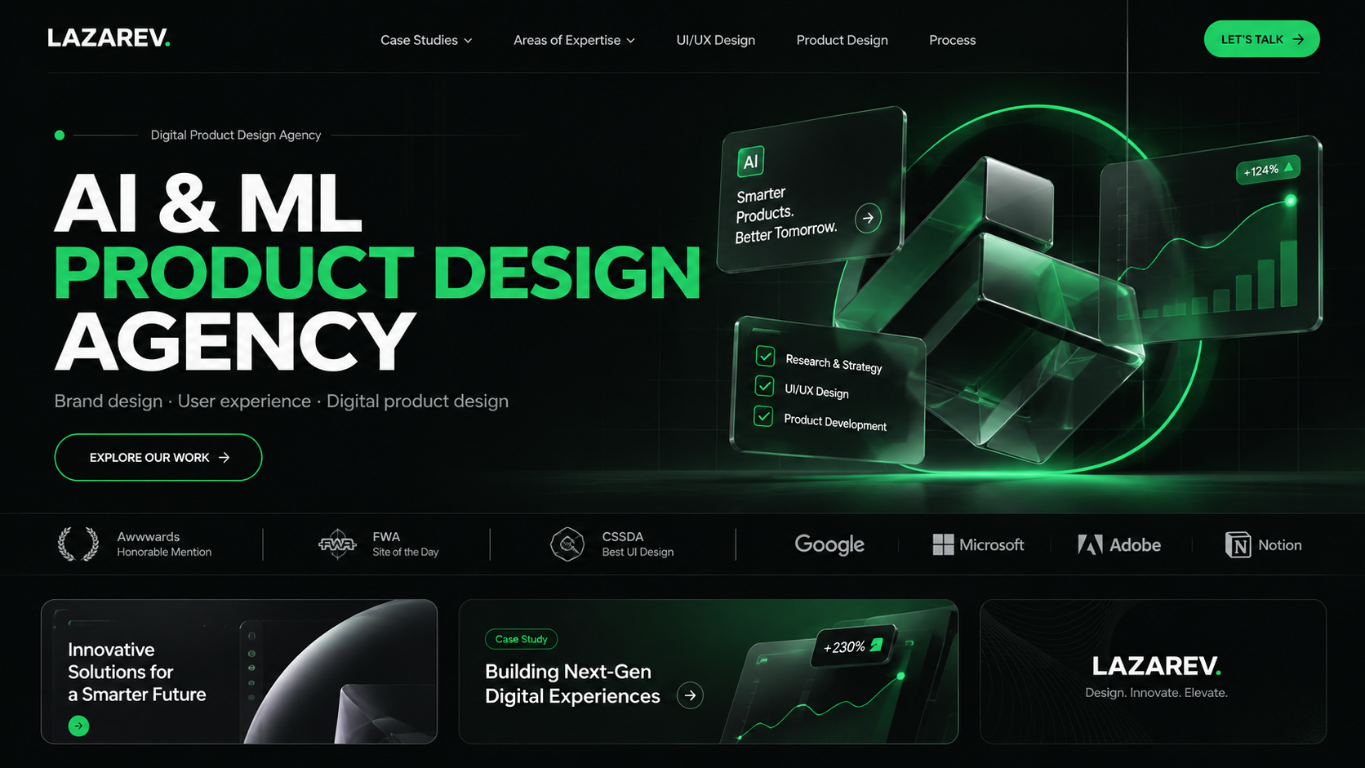 LAZAREV.
Case Studies
Areas of Expertise
UI/UX Design
Product Design
Process
LET'S TALK
Digital Product Design Agency
AI & ML
PRODUCT DESIGN
AGENCY
Brand design · User experience · Digital product design
EXPLORE OUR WORK
AI
Smarter
Products.
Better Tomorrow.
+124%
Research & Strategy
UI/UX Design
Product Development
Awwwards
Honorable Mention
FWA
FWA
Site of the Day
CSSDA
Best UI Design
Google
Microsoft
Adobe
N
Notion
Innovative
Solutions for
a Smarter Future
Case Study
Building Next-Gen
Digital Experiences
+230%
LAZAREV.
Design. Innovate. Elevate.